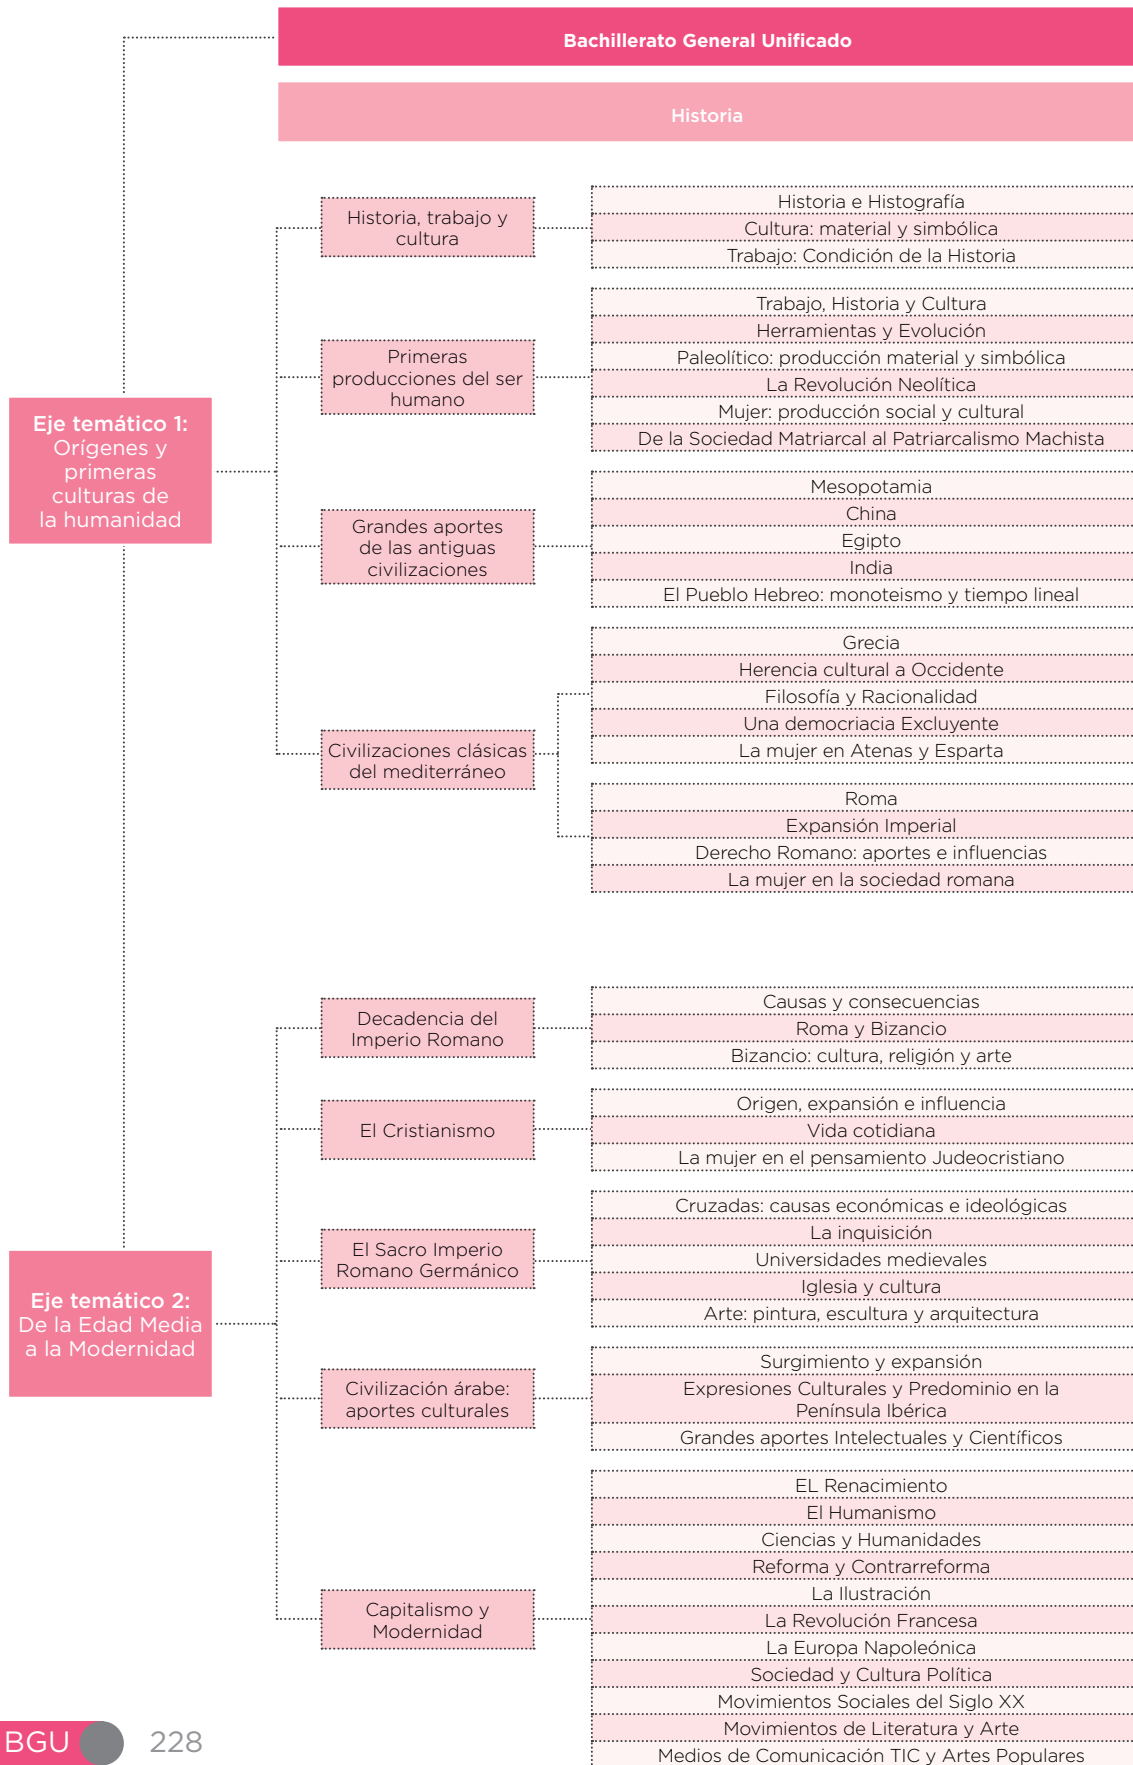 Bachillerato General Unificado
Historia
Eje temático 1:
Orígenes y
primeras
culturas de
la humanidad
Historia, trabajo y
cultura
Historia e Histografía
Cultura: material y simbólica
Trabajo: Condición de la Historia
Primeras
producciones del ser
humano
Trabajo, Historia y Cultura
Herramientas y Evolución
Paleolítico: producción material y simbólica
La Revolución Neolítica
Mujer: producción social y cultural
De la Sociedad Matriarcal al Patriarcalismo Machista
Grandes aportes
de las antiguas
civilizaciones
Mesopotamia
China
Egipto
India
El Pueblo Hebreo: monoteismo y tiempo lineal
Civilizaciones clásicas
del mediterráneo
Grecia
Herencia cultural a Occidente
Filosofía y Racionalidad
Una democriacia Excluyente
La mujer en Atenas y Esparta
Roma
Expansión Imperial
Derecho Romano: aportes e influencias
La mujer en la sociedad romana
Eje temático 2:
De la Edad Media
a la Modernidad
Decadencia del
Imperio Romano
Causas y consecuencias
Roma y Bizancio
Bizancio: cultura, religión y arte
El Cristianismo
Origen, expansión e influencia
Vida cotidiana
La mujer en el pensamiento Judeocristiano
El Sacro Imperio
Romano Germánico
Cruzadas: causas económicas e ideológicas
La inquisición
Universidades medievales
Iglesia y cultura
Arte: pintura, escultura y arquitectura
Civilización árabe:
aportes culturales
Surgimiento y expansión
Expresiones Culturales y Predominio en la
Península Ibérica
Grandes aportes Intelectuales y Científicos
Capitalismo y
Modernidad
EL Renacimiento
El Humanismo
Ciencias y Humanidades
Reforma y Contrarreforma
La Ilustración
La Revolución Francesa
La Europa Napoleónica
Sociedad y Cultura Política
Movimientos Sociales del Siglo XX
Movimientos de Literatura y Arte
Medios de Comunicación TIC y Artes Populares
BGU 228